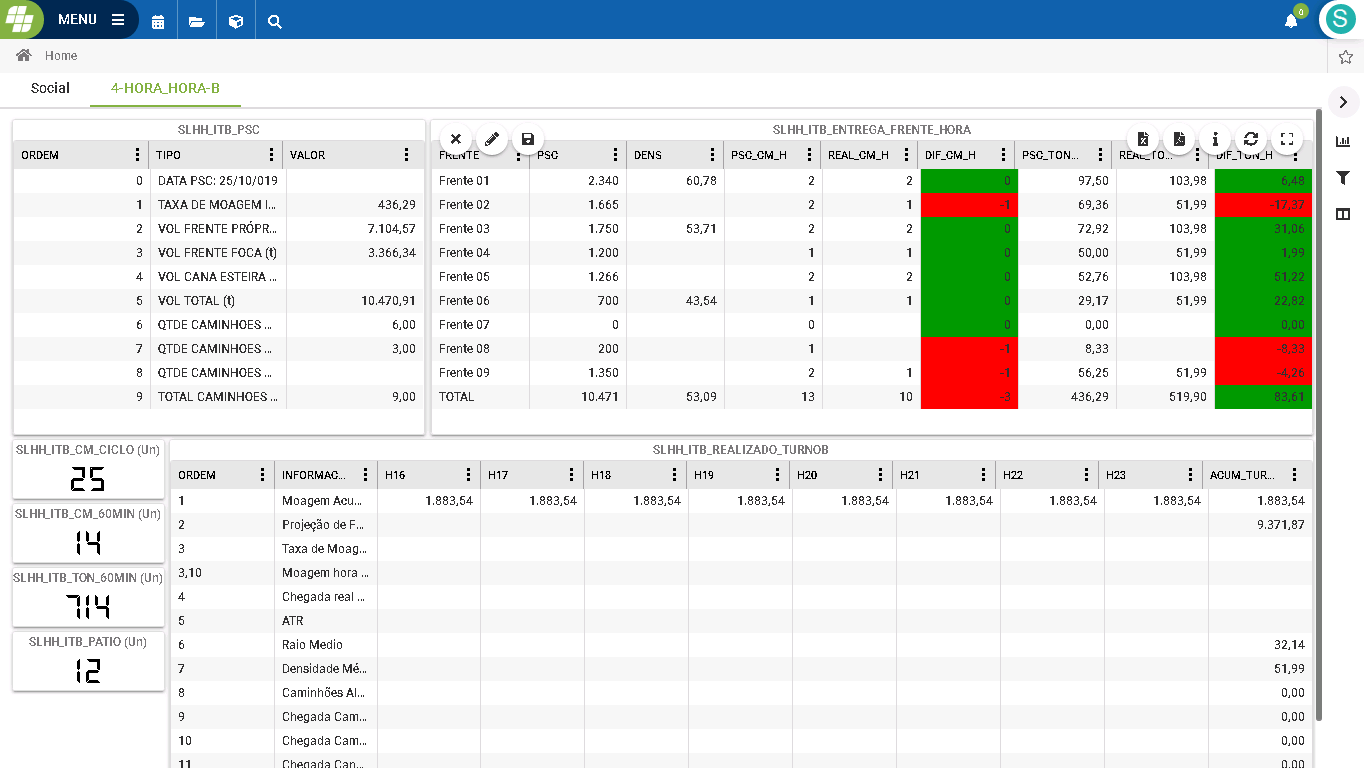 MENU
0
S
Home
Social 4-HORA_HORA-B
SLHH_ITB_PSC
ORDEM TIPO VALOR
0 DATA PSC: 25/10/019
1 TAXA DE MOAGEM I... 436,29
2 VOL FRENTE PRÓPR... 7.104,57
3 VOL FRENTE FOCA (t) 3.366,34
4 VOL CANA ESTEIRA ...
5 VOL TOTAL (t) 10.470,91
6 QTDE CAMINHOES ... 6,00
7 QTDE CAMINHOES ... 3,00
8 QTDE CAMINHOES ...
9 TOTAL CAMINHOES ... 9,00
SLHH_ITB_ENTREGA_FRENTE_HORA
FRENTE PSC DENS PSC_CM_H REAL_CM_H DIF_CM_H PSC_TON... REAL_TO... DIF_TON_H
Frente 01 2.340 60,78 2 2 0 97,50 103,98 6,48
Frente 02 1.665 2 1 -1 69,36 51,99 -17,37
Frente 03 1.750 53,71 2 2 0 72,92 103,98 31,06
Frente 04 1.200 1 1 0 50,00 51,99 1,99
Frente 05 1.266 2 2 0 52,76 103,98 51,22
Frente 06 700 43,54 1 1 0 29,17 51,99 22,82
Frente 07 0 0 0 0,00 0,00
Frente 08 200 1 -1 8,33 -8,33
Frente 09 1.350 2 1 -1 56,25 51,99 -4,26
TOTAL 10.471 53,09 13 10 -3 436,29 519,90 83,61
SLHH_ITB_CM_CICLO (Un)
25
SLHH_ITB_CM_60MIN (Un)
14
SLHH_ITB_TON_60MIN (Un)
714
SLHH_ITB_PATIO (Un)
12
SLHH_ITB_REALIZADO_TURNOB
ORDEM INFORMAC... H16 H17 H18 H19 H20 H21 H22 H23 ACUM_TUR...
1 Moagem Acu... 1.883,54 1.883,54 1.883,54 1.883,54 1.883,54 1.883,54 1.883,54 1.883,54 1.883,54
2 Projeção de F... 9.371,87
3 Taxa de Moag...
3,10 Moagem hora ...
4 Chegada real ...
5 ATR
6 Raio Medio 32,14
7 Densidade Mé... 51,99
8 Caminhões Al... 0,00
9 Chegada Cam... 0,00
10 Chegada Cam... 0,00
11 Chegada Can... 0,00